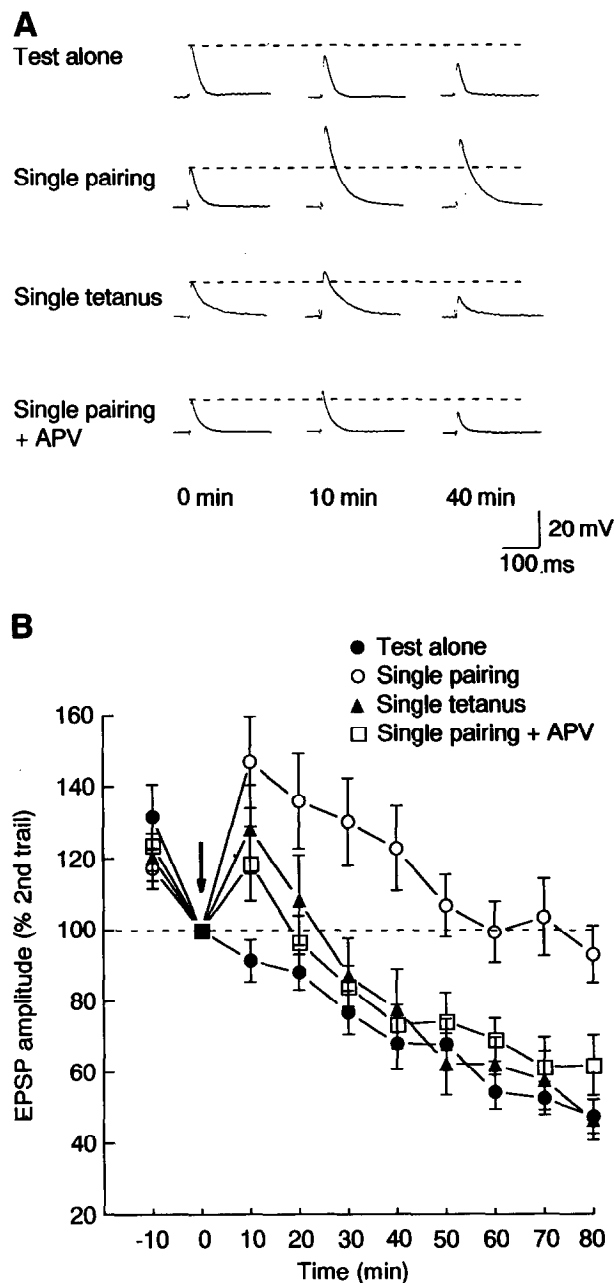 A
Test alone
Single pairing
Single tetanus
Single pairing
+ APV
0 min 10 min 40 min
20 mV
100 ms
B
Test alone
Single pairing
Single tetanus
Single pairing + APV
EPSP amplitude (% 2nd trail)
160
140
120
100
80
60
40
20
-10 0 10 20 30 40 50 60 70 80
Time (min)